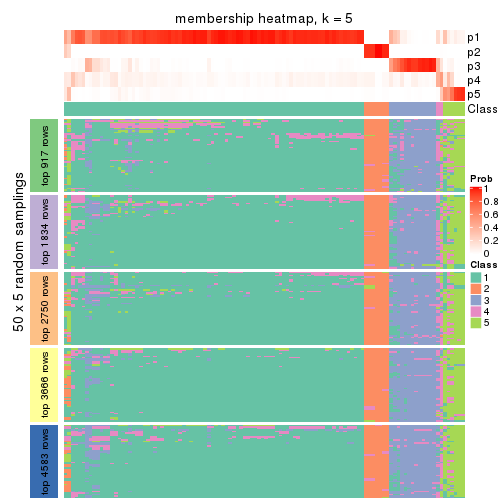 membership heatmap, k = 5
p1
p2
p3
p4
p5
Class
50 x 5 random samplings
top 917 rows
top 1834 rows
top 2750 rows
top 3666 rows
top 4583 rows
Prob
1
0.8
0.6
0.4
0.2
0
Class
1
2
3
4
5